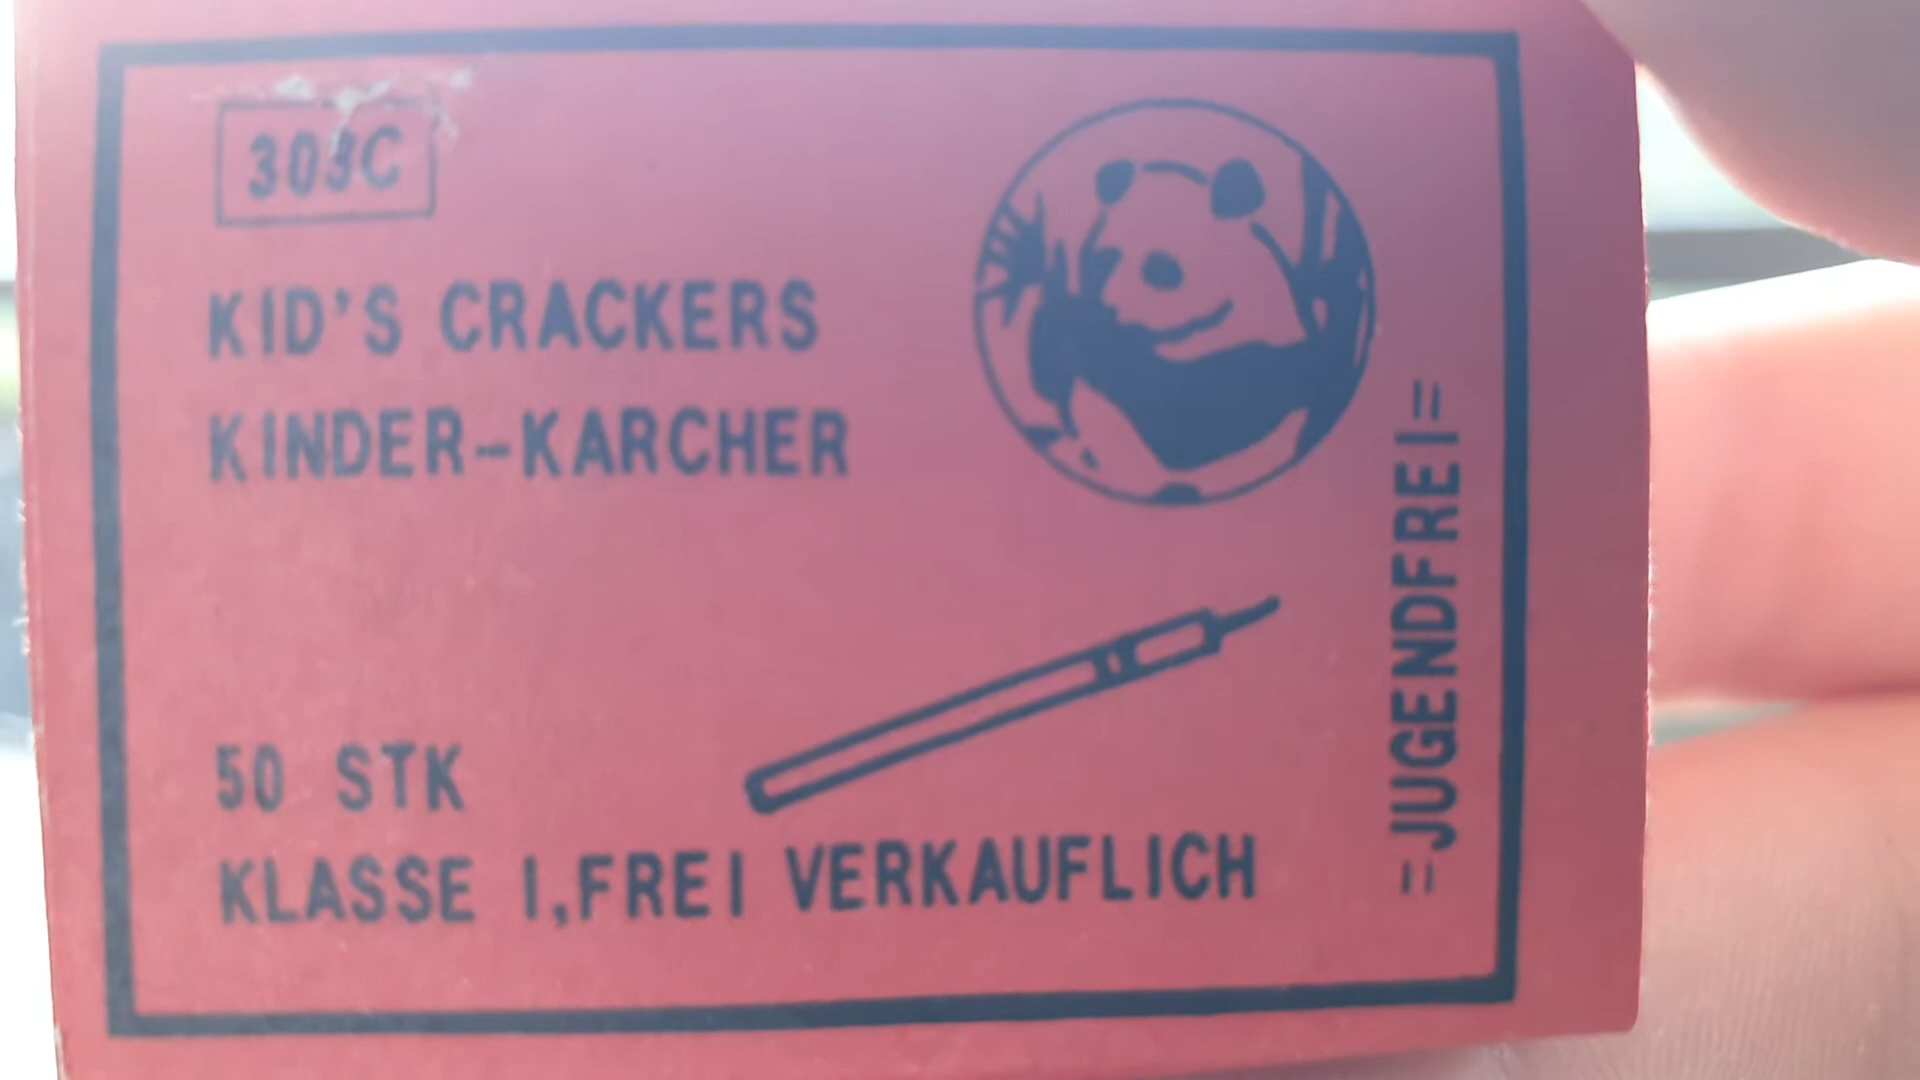 303C
KID'S CRACKERS
KINDER-KARCHER
50 STK
KLASSE I,FREI VERKAUFLICH
=JUGENDFREI=